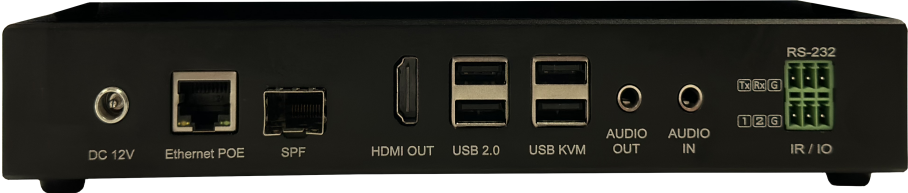 RS-232
Tx Rx G
1 2 G
DC 12V
Ethernet POE
SPF
HDMI OUT
USB 2.0
USB KVM
AUDIO
OUT
AUDIO
IN
IR / IO